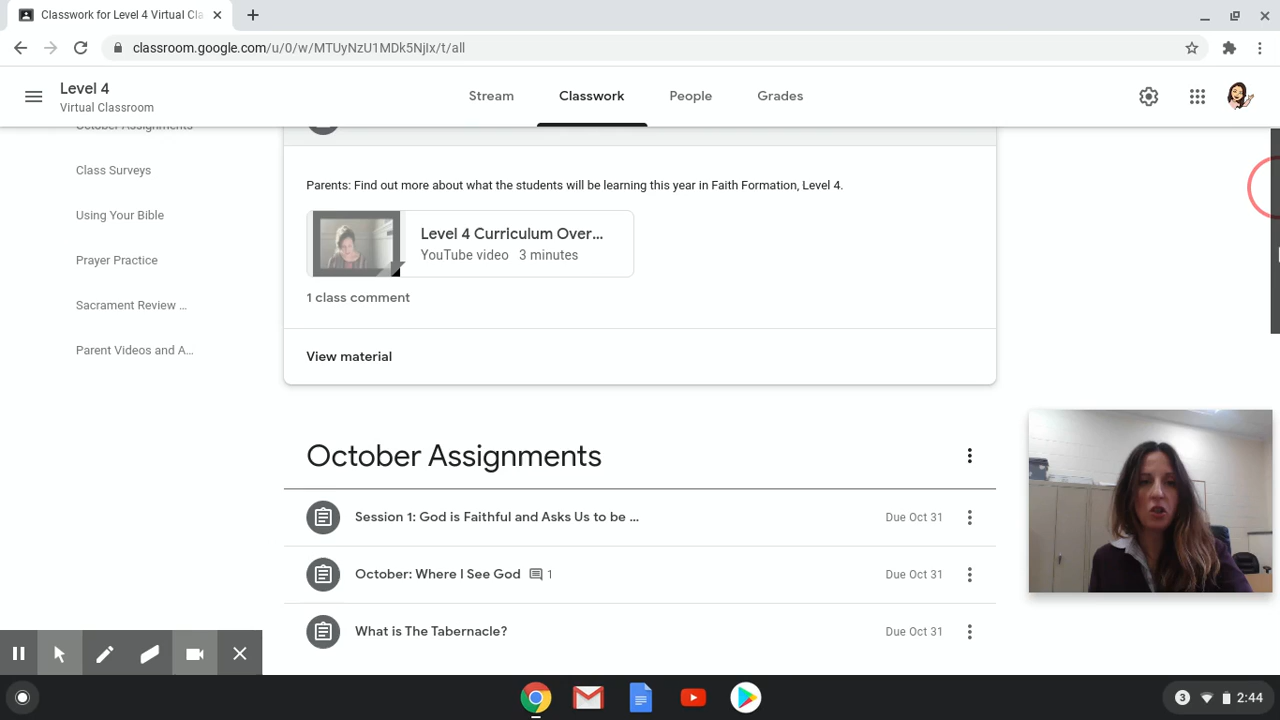 Classwork for Level 4 Virtual Cla
classroom.google.com/u/0/w/MTUyNzU1MDk5NjIx/t/all
Level 4
Virtual Classroom
Stream
Classwork
People
Grades
October Assignments
Class Surveys
Using Your Bible
Prayer Practice
Sacrament Review ...
Parent Videos and A...
Parents: Find out more about what the students will be learning this year in Faith Formation, Level 4.
Level 4 Curriculum Over...
YouTube video 3 minutes
1 class comment
View material
October Assignments
Session 1: God is Faithful and Asks Us to be ... Due Oct 31
October: Where I See God 1 Due Oct 31
What is The Tabernacle? Due Oct 31
3 2:44